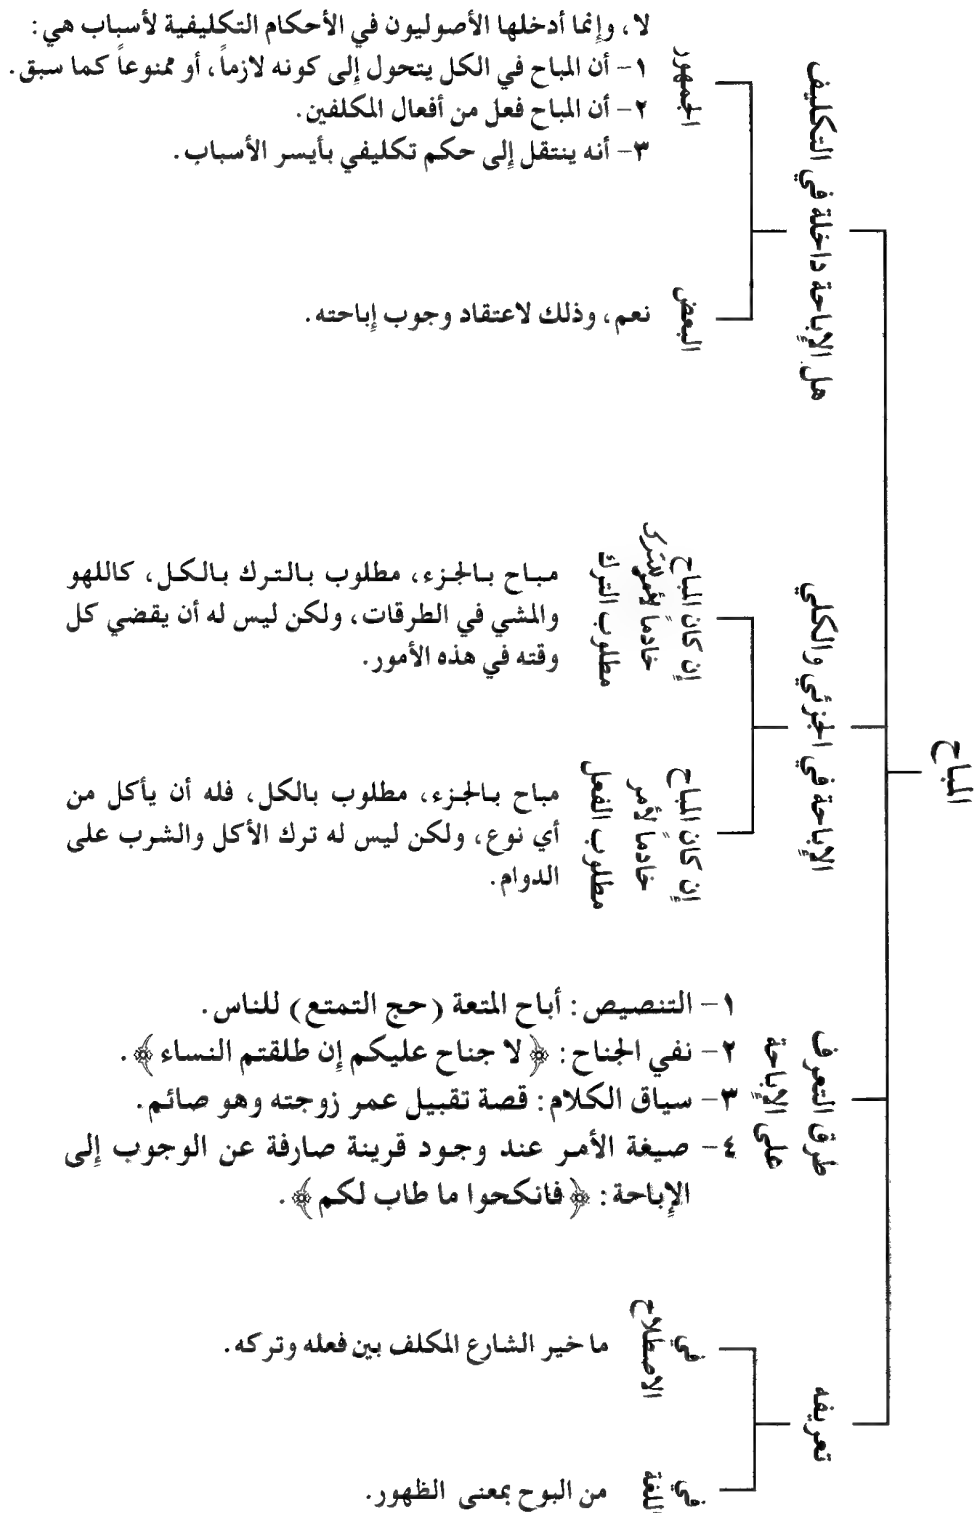 المباح
هل الإباحة داخلة في التكليف
الجمهور
لا، وإنما أدخلها الأصوليون في الأحكام التكليفية لأسباب هي:
١- أن المباح في الكل يتحول إلى كونه لازماً، أو ممنوعاً كما سبق.
٢- أن المباح فعل من أفعال المكلفين.
٣- أنه ينتقل إلى حكم تكليفي بأيسر الأسباب.
البعض
نعم، وذلك لاعتقاد وجوب إباحته.
الإباحة في الجزئي والكلي
إن كان المباح
خادماً لأمر
مطلوب الترك
مباح بالجزء، مطلوب بالترك بالكل، كاللهو
والمشي في الطرقات، ولكن ليس له أن يقضي كل
وقته في هذه الأمور.
إن كان المباح
خادماً لأمر
مطلوب الفعل
مباح بالجزء، مطلوب بالكل، فله أن يأكل من
أي نوع، ولكن ليس له ترك الأكل والشرب على
الدوام.
طرق التعرف
على الإباحة
١- التنصيص: أباح المتعة (حج التمتع) للناس.
٢- نفي الجناح: ﴿لا جناح عليكم إن طلقتم النساء﴾.
٣- سياق الكلام: قصة تقبيل عمر زوجته وهو صائم.
٤- صيغة الأمر عند وجود قرينة صارفة عن الوجوب إلى
الإباحة: ﴿فانكحوا ما طاب لكم﴾.
تعريفه
في
الاصطلاح
ما خير الشارع المكلف بين فعله وتركه.
في
اللغة
من البوح بمعنى الظهور.